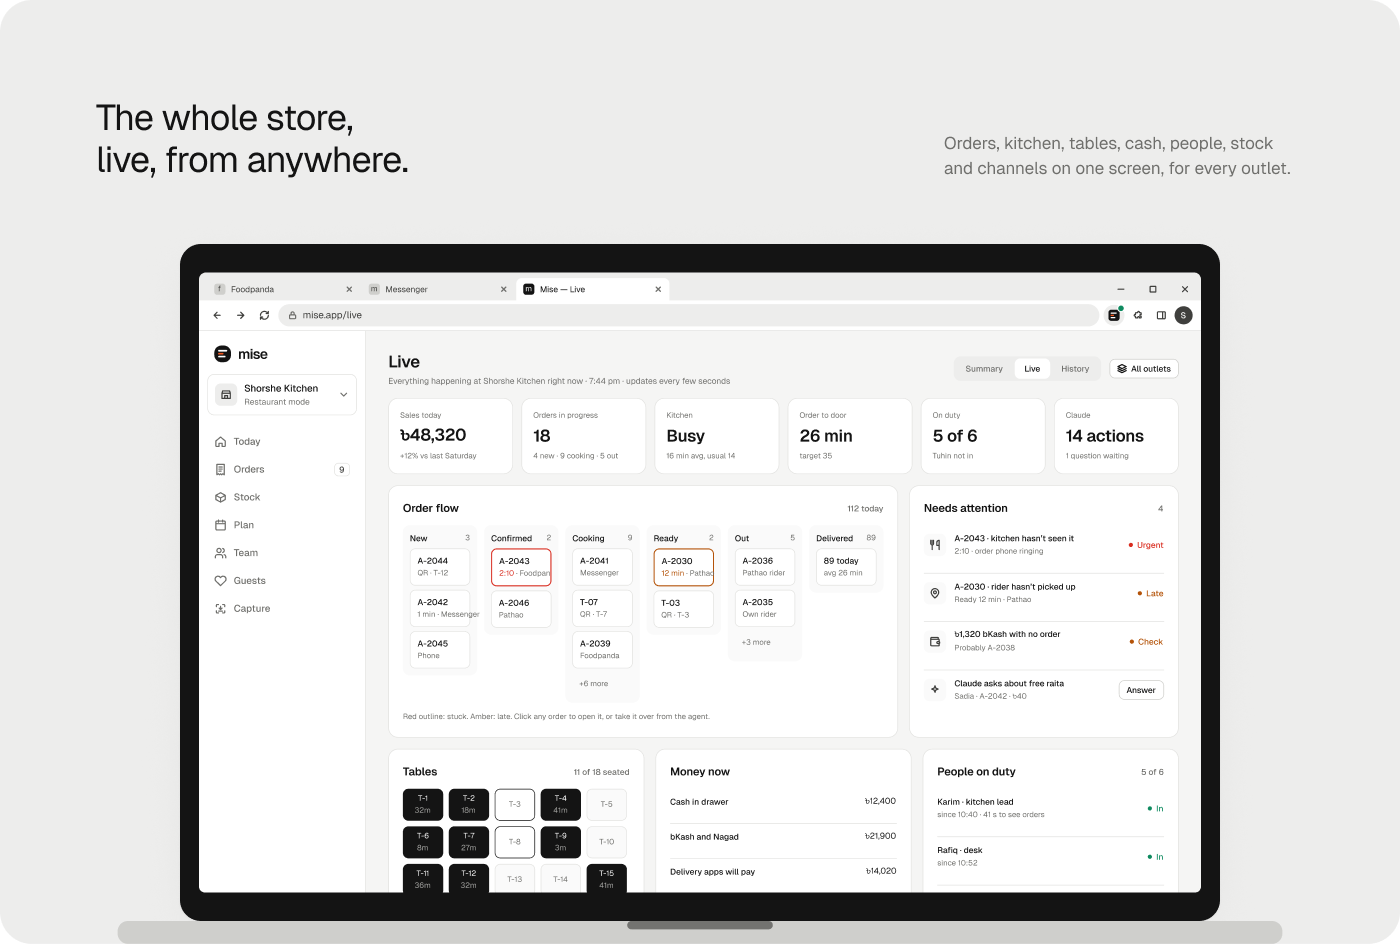 The whole store,
live, from anywhere.
Orders, kitchen, tables, cash, people, stock
and channels on one screen, for every outlet.
f Foodpanda
m Messenger
m Mise — Live
mise.app/live
S
mise
Shorshe Kitchen
Restaurant mode
Today
Orders 9
Stock
Plan
Team
Guests
Capture
Live
Everything happening at Shorshe Kitchen right now · 7:44 pm · updates every few seconds
Summary Live History All outlets
Sales today
৳48,320
+12% vs last Saturday
Orders in progress
18
4 new · 9 cooking · 5 out
Kitchen
Busy
16 min avg, usual 14
Order to door
26 min
target 35
On duty
5 of 6
Tuhin not in
Claude
14 actions
1 question waiting
Order flow 112 today
New 3
A-2044
QR · T-12
A-2042
1 min · Messenger
A-2045
Phone
Confirmed 2
A-2043
2:10 · Foodpan
A-2046
Pathao
Cooking 9
A-2041
Messenger
T-07
QR · T-7
A-2039
Foodpanda
+6 more
Ready 2
A-2030
12 min · Pathao
T-03
QR · T-3
Out 5
A-2036
Pathao rider
A-2035
Own rider
+3 more
Delivered 89
89 today
avg 26 min
Red outline: stuck. Amber: late. Click any order to open it, or take it over from the agent.
Needs attention 4
A-2043 · kitchen hasn't seen it
2:10 · order phone ringing
Urgent
A-2030 · rider hasn't picked up
Ready 12 min · Pathao
Late
৳1,320 bKash with no order
Probably A-2038
Check
Claude asks about free raita
Sadia · A-2042 · ৳40
Answer
Tables 11 of 18 seated
T-1 T-2 T-3 T-4 T-5
32m 18m 41m
T-6 T-7 T-8 T-9 T-10
8m 27m 3m
T-11 T-12 T-13 T-14 T-15
36m 32m 41m
Money now
Cash in drawer ৳12,400
bKash and Nagad ৳21,900
Delivery apps will pay ৳14,020
People on duty 5 of 6
Karim · kitchen lead
since 10:40 · 41 s to see orders
In
Rafiq · desk
since 10:52
In